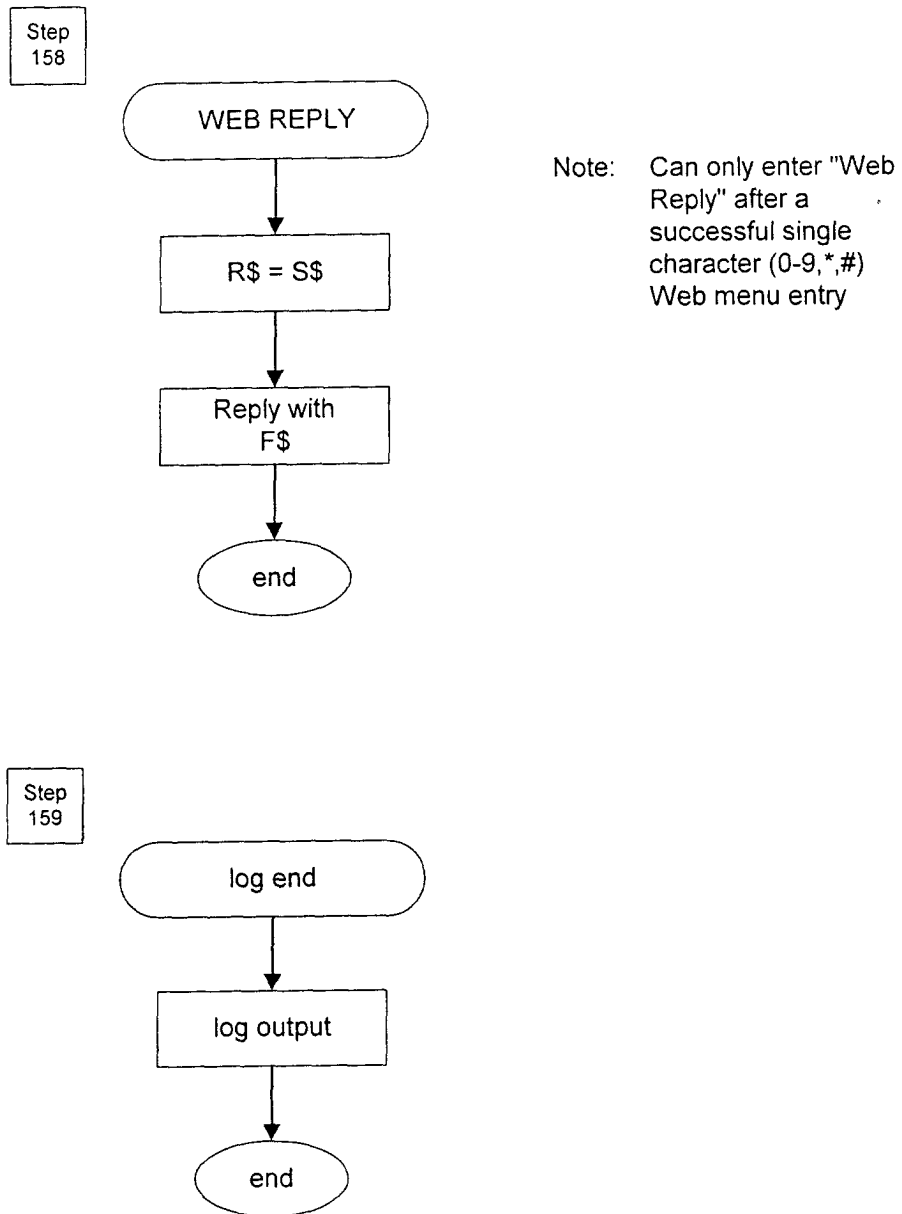 Step
158
WEB REPLY
Note: Can only enter "Web
Reply" after a
successful single
character (0-9,*,#)
Web menu entry
R$ = S$
Reply with
F$
end
Step
159
log end
log output
end